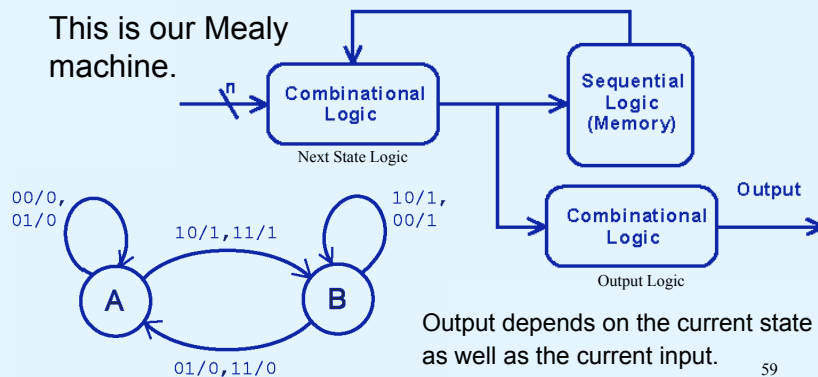 This is our Mealy
machine.
n
Combinational
Logic
Next State Logic
Sequential
Logic
(Memory)
Combinational
Logic
Output Logic
Output
00/0,
01/0
10/1,11/1
10/1,
00/1
A
B
01/0,11/0
Output depends on the current state
as well as the current input.
59